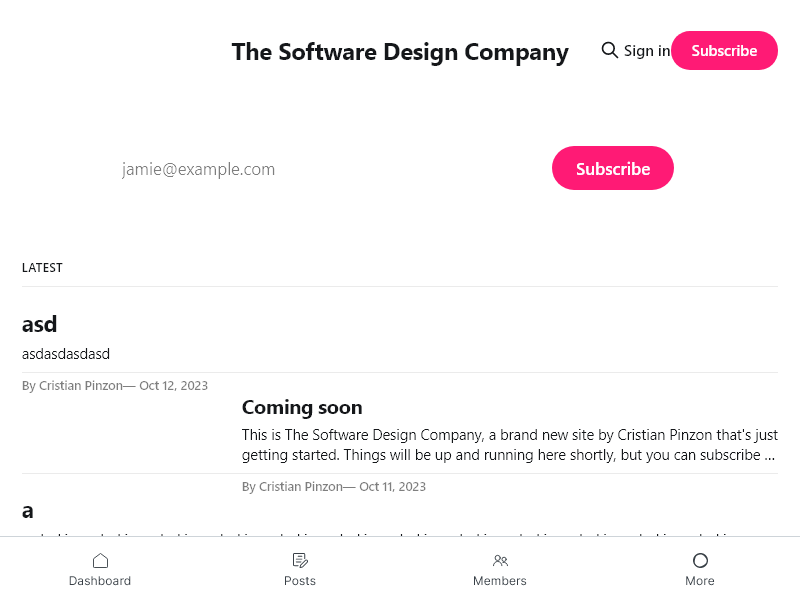 The Software Design Company
Sign in
Subscribe
jamie@example.com
Subscribe
LATEST
asd
asdasdasdasd
By Cristian Pinzon— Oct 12, 2023
Coming soon
This is The Software Design Company, a brand new site by Cristian Pinzon that's just
getting started. Things will be up and running here shortly, but you can subscribe ...
By Cristian Pinzon— Oct 11, 2023
a
Dashboard
Posts
Members
More